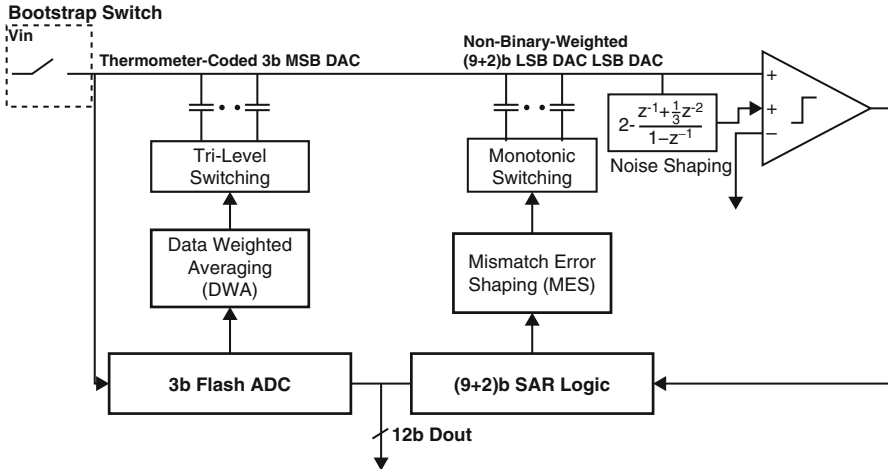 Bootstrap Switch
Vin
Thermometer-Coded 3b MSB DAC
Non-Binary-Weighted
(9+2)b LSB DAC LSB DAC
+
+
−
2- z⁻¹+⅓z⁻²
1−z⁻¹
Noise Shaping
Tri-Level
Switching
Monotonic
Switching
Data Weighted
Averaging
(DWA)
Mismatch Error
Shaping (MES)
3b Flash ADC
(9+2)b SAR Logic
12b Dout